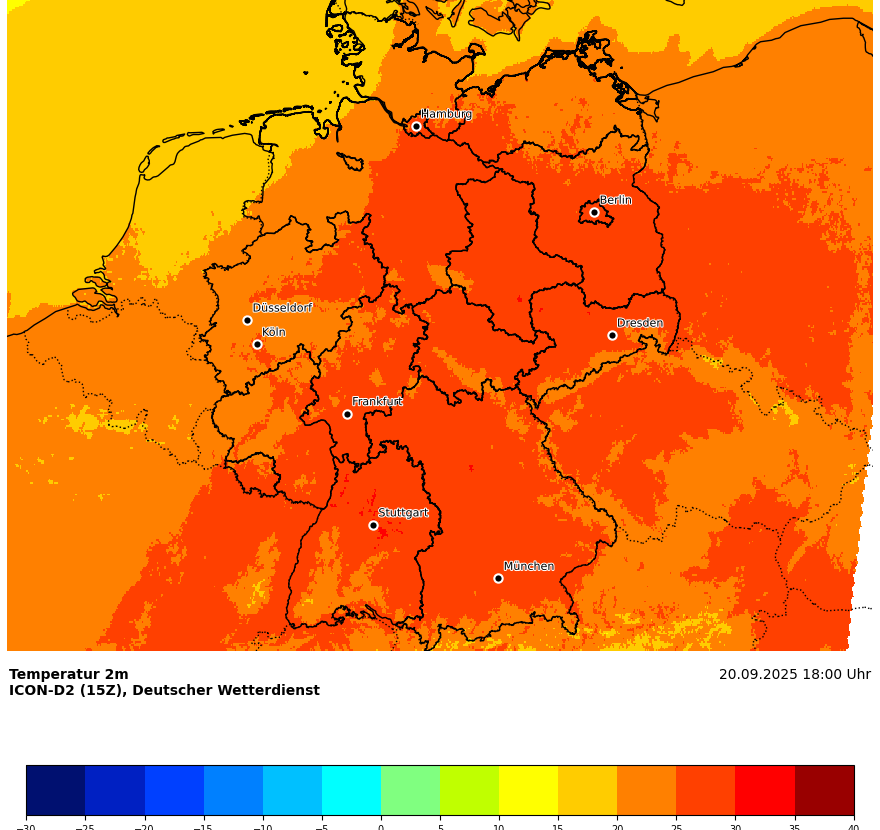 Hamburg
Berlin
Düsseldorf
Köln
Dresden
Frankfurt
Stuttgart
München
Temperatur 2m
20.09.2025 18:00 Uhr
ICON-D2 (15Z), Deutscher Wetterdienst
−30 −25 −20 −15 −10 −5 0 5 10 15 20 25 30 35 40